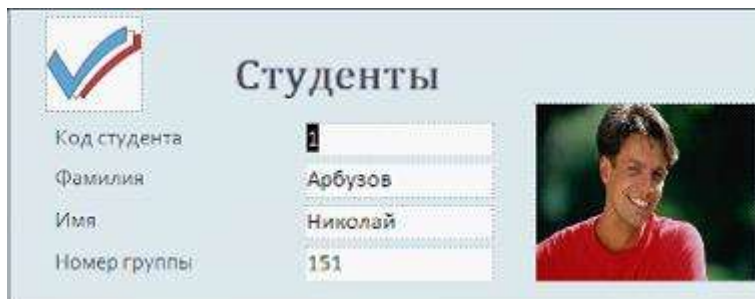 Студенты
Код студента 1
Фамилия Арбузов
Имя Николай
Номер группы 151